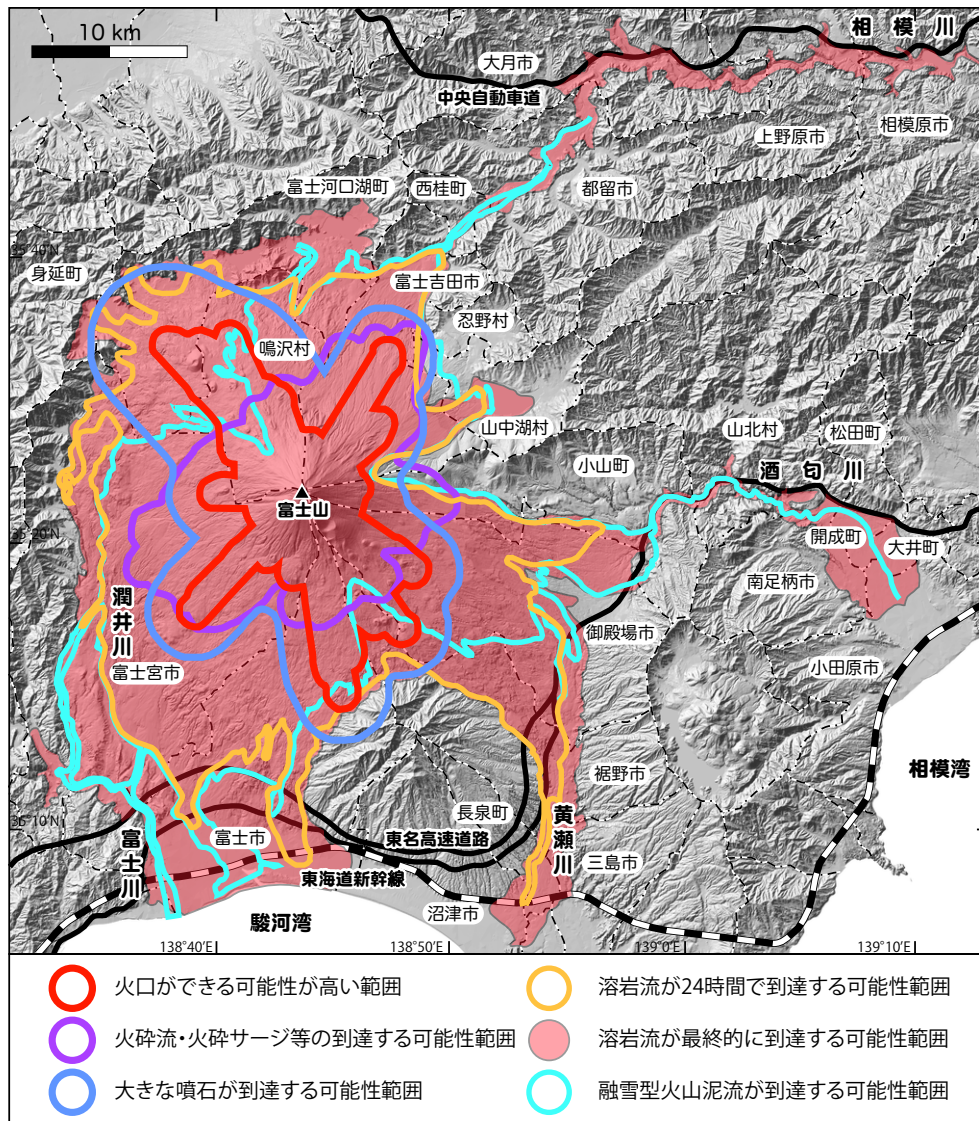 10 km
相模川
大月市
中央自動車道
上野原市
相模原市
富士河口湖町
西桂町
都留市
身延町
富士吉田市
忍野村
鳴沢村
山中湖村
山北村
松田町
小山町
酒匂川
富士山
35°20′N
開成町
大井町
南足柄市
潤井川
御殿場市
富士宮市
小田原市
裾野市
相模湾
長泉町
黄瀬川
富士川
富士市
東名高速道路
三島市
東海道新幹線
沼津市
駿河湾
138°40′E
138°50′E
139°0′E
139°10′E
火口ができる可能性が高い範囲
火砕流・火砕サージ等の到達する可能性範囲
大きな噴石が到達する可能性範囲
溶岩流が24時間で到達する可能性範囲
溶岩流が最終的に到達する可能性範囲
融雪型火山泥流が到達する可能性範囲